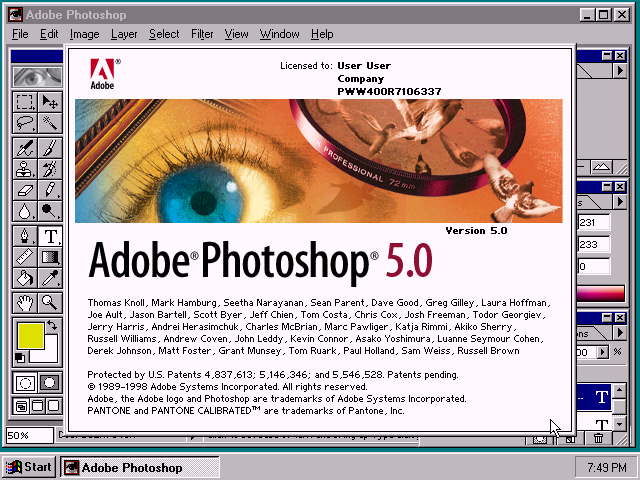 Adobe Photoshop
File Edit Image Layer Select Filter View Window Help
Adobe®
Licensed to: User User
Company
PWW400R7106337
PROFESSIONAL 72mm
Version 5.0
Adobe® Photoshop® 5.0
Thomas Knoll, Mark Hamburg, Seetha Narayanan, Sean Parent, Dave Good, Greg Gilley, Laura Hoffman,
Joe Ault, Jason Bartell, Scott Byer, Jeff Chien, Tom Costa, Chris Cox, Josh Freeman, Todor Georgiev,
Jerry Harris, Andrei Herasimchuk, Charles McBrian, Marc Pawliger, Katja Rimmi, Akiko Sherry,
Russell Williams, Andrew Coven, John Leddy, Kevin Connor, Asako Yoshimura, Luanne Seymour Cohen,
Derek Johnson, Matt Foster, Grant Munsey, Tom Ruark, Paul Holland, Sam Weiss, Russell Brown
Protected by U.S. Patents 4,837,613; 5,146,346; and 5,546,528. Patents pending.
© 1989-1998 Adobe Systems Incorporated. All rights reserved.
Adobe, the Adobe logo and Photoshop are trademarks of Adobe Systems Incorporated.
PANTONE and PANTONE CALIBRATED™ are trademarks of Pantone, Inc.
231
233
0
%
T
T
T
50%
Start Adobe Photoshop 7:49 PM